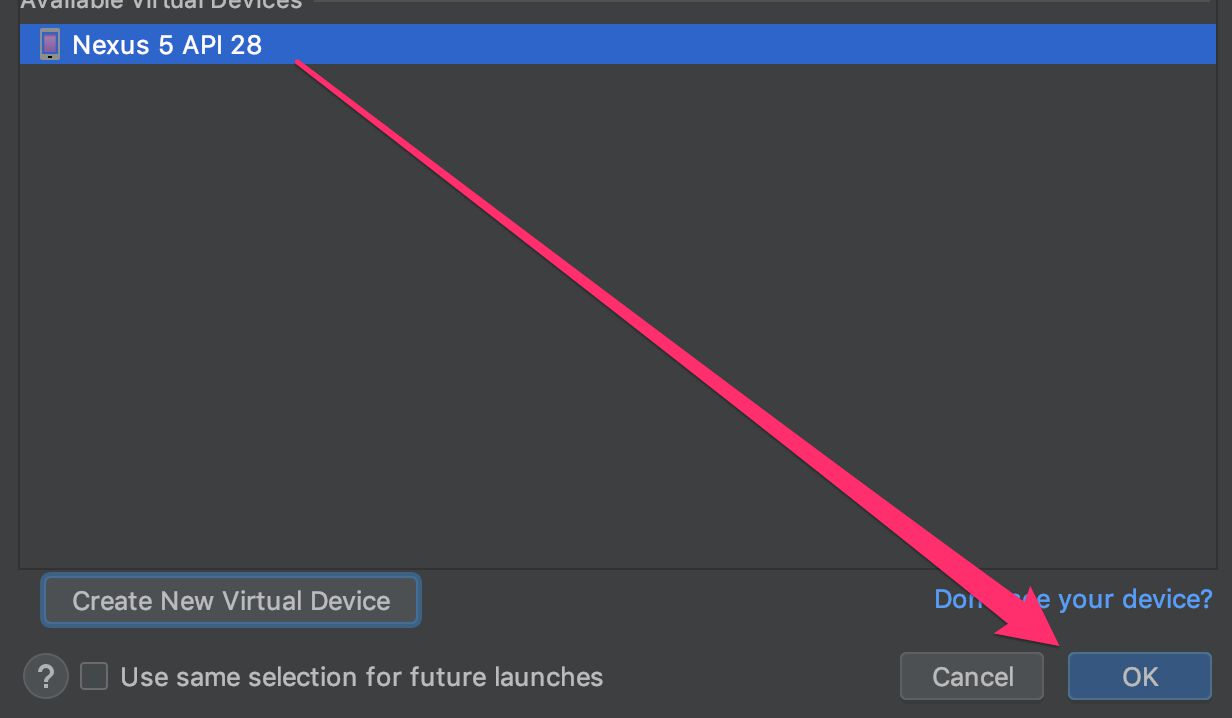 Available Virtual Devices
Nexus 5 API 28
Create New Virtual Device
Don't see your device?
? Use same selection for future launches
Cancel
OK